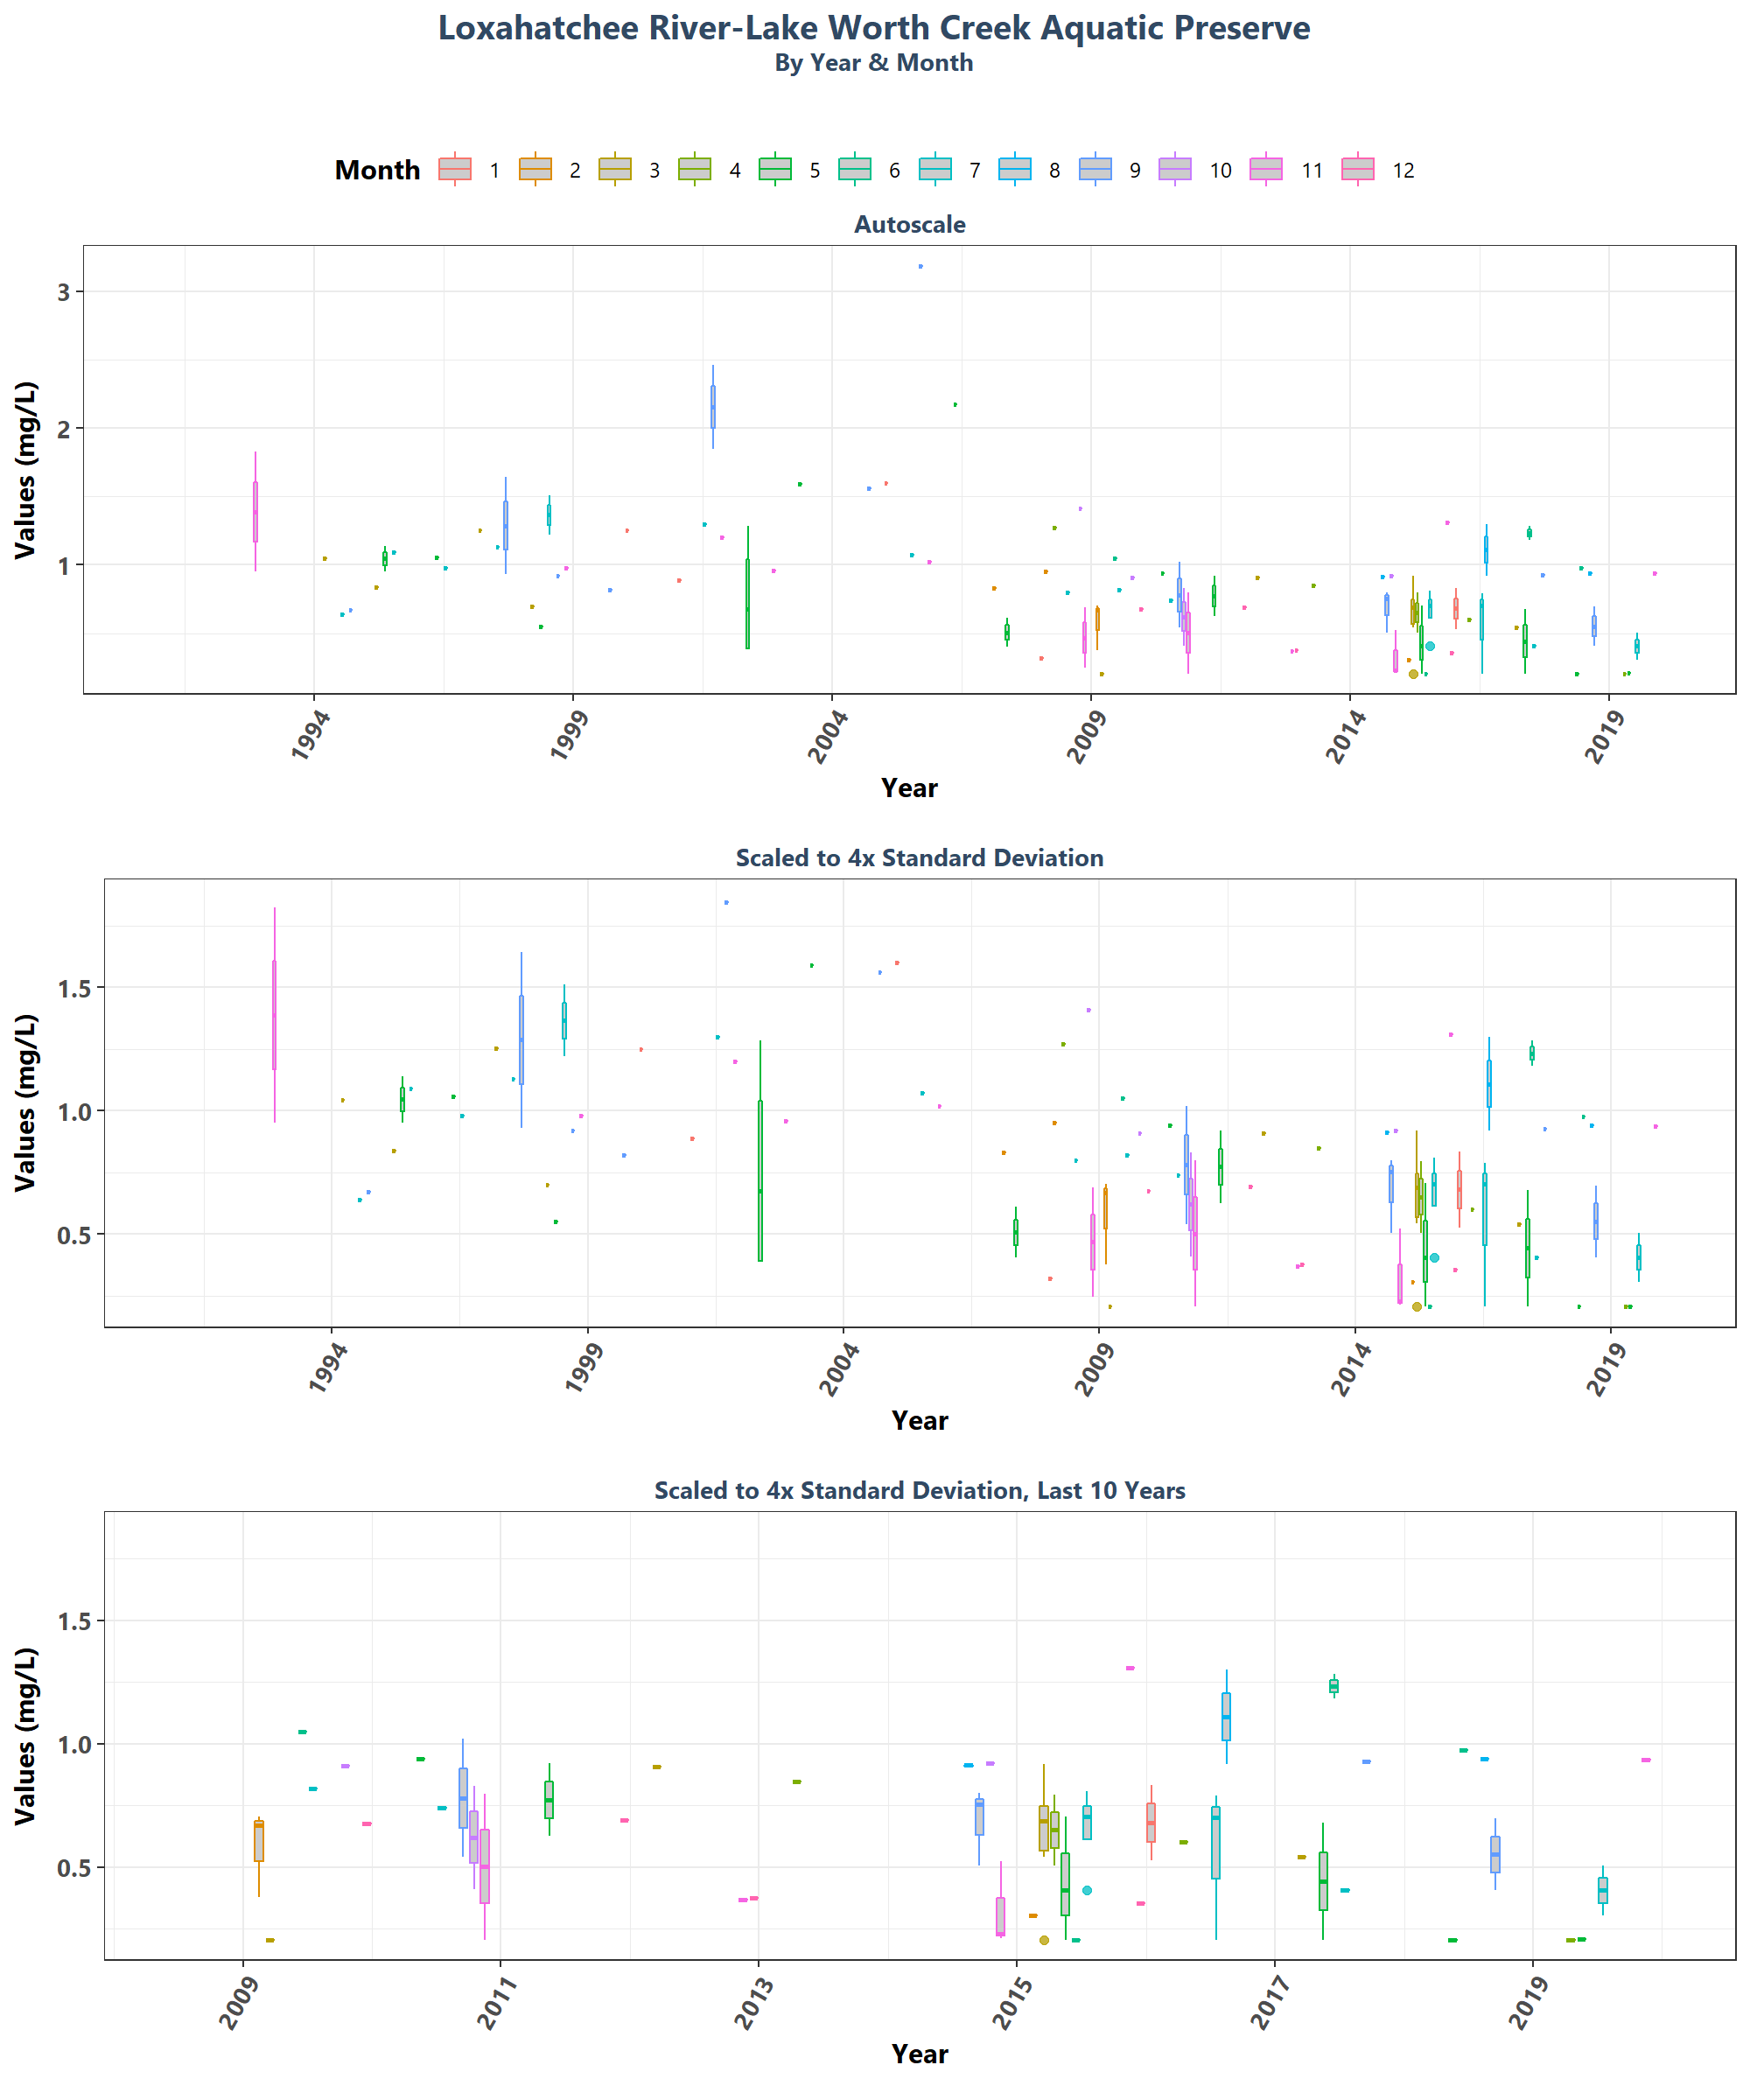 Loxahatchee River-Lake Worth Creek Aquatic Preserve
By Year & Month
Month 1 2 3 4 5 6 7 8 9 10 11 12
Autoscale
Values (mg/L)
3
2
1
1994 1999 2004 2009 2014 2019
Year
Scaled to 4x Standard Deviation
Values (mg/L)
1.5
1.0
0.5
1994 1999 2004 2009 2014 2019
Year
Scaled to 4x Standard Deviation, Last 10 Years
Values (mg/L)
1.5
1.0
0.5
2009 2011 2013 2015 2017 2019
Year